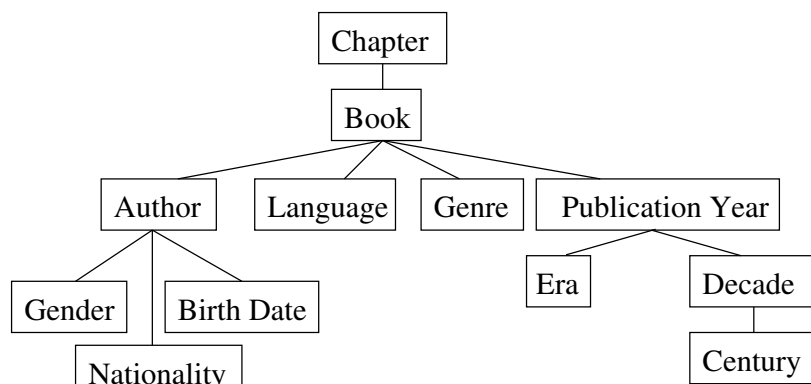 Chapter
Book
Author
Language
Genre
Publication Year
Era
Decade
Gender
Birth Date
Nationality
Century